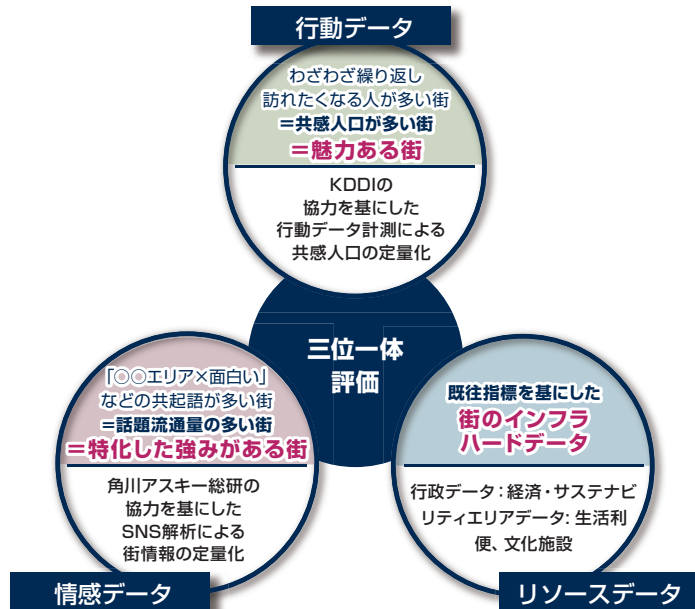 行動データ
わざわざ繰り返し
訪れたくなる人が多い街
＝共感人口が多い街
＝魅力ある街
KDDIの
協力を基にした
行動データ計測による
共感人口の定量化
三位一体
評価
「○○エリア×面白い」
などの共起語が多い街
＝話題流通量の多い街
＝特化した強みがある街
角川アスキー総研の
協力を基にした
SNS解析による
街情報の定量化
情感データ
既往指標を基にした
街のインフラ
ハードデータ
行政データ：経済・サステナビ
リティエリアデータ: 生活利
便、文化施設
リソースデータ